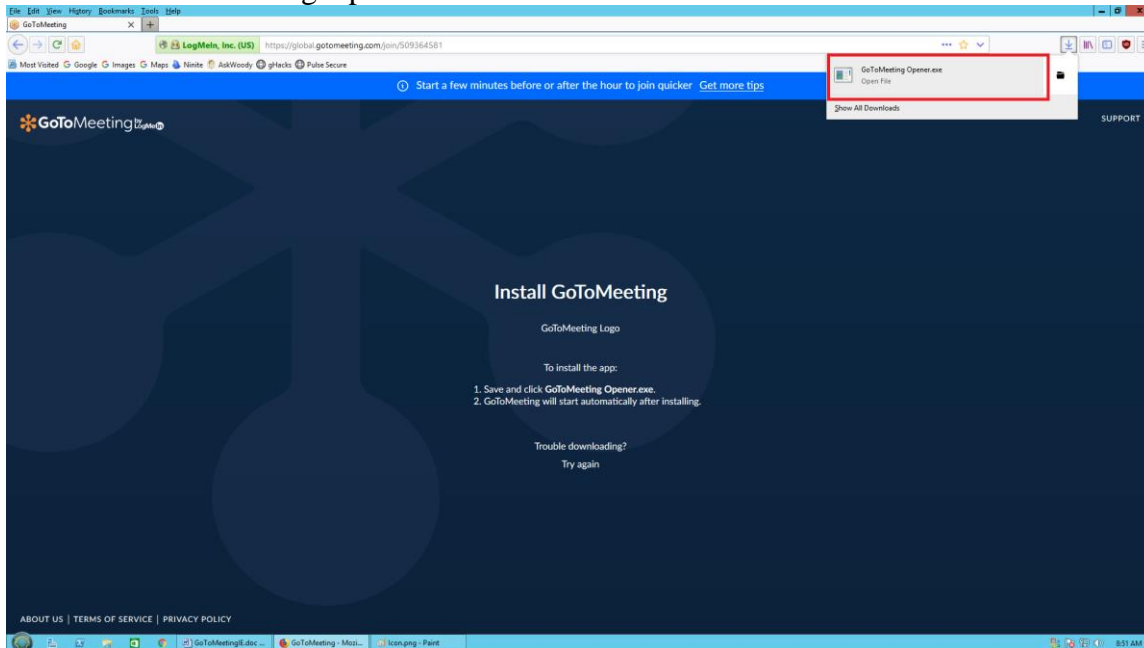 File Edit View History Bookmarks Tools Help
GoToMeeting
LogMeIn, Inc. (US) https://global.gotomeeting.com/join/509364581
Most Visited Google Images Maps Ninite AskWoody gHacks Pulse Secure
GoToMeeting Opener.exe
Open File
Show All Downloads
Start a few minutes before or after the hour to join quicker Get more tips
GoToMeeting by LogMeIn
SUPPORT
Install GoToMeeting
GoToMeeting Logo
To install the app:
1. Save and click GoToMeeting Opener.exe.
2. GoToMeeting will start automatically after installing.
Trouble downloading?
Try again
ABOUT US | TERMS OF SERVICE | PRIVACY POLICY
GoToMeetingIE.doc ... GoToMeeting - Mozi... Icon.png - Paint 8:51 AM